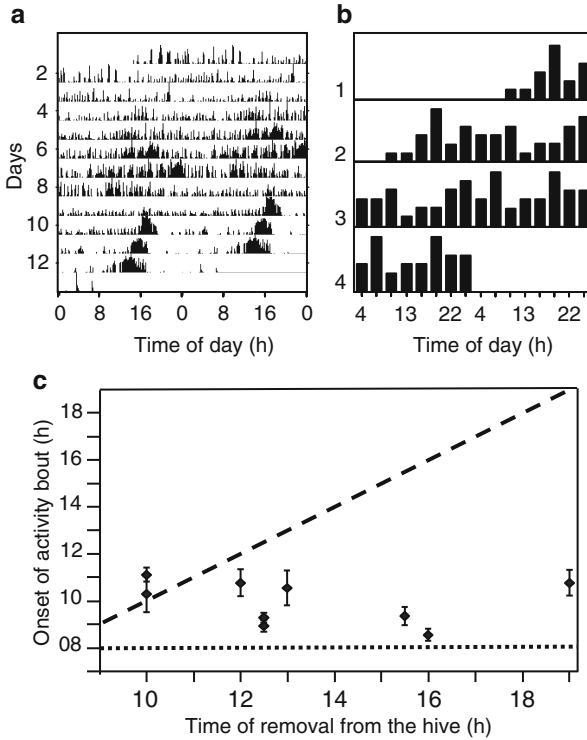 a
Days
2
4
6
8
10
12
0 8 16 0 8 16 0
Time of day (h)
b
1
2
3
4
4 13 22 4 13 22
Time of day (h)
c
Onset of activity bout (h)
18
16
14
12
10
08
10 12 14 16 18
Time of removal from the hive (h)